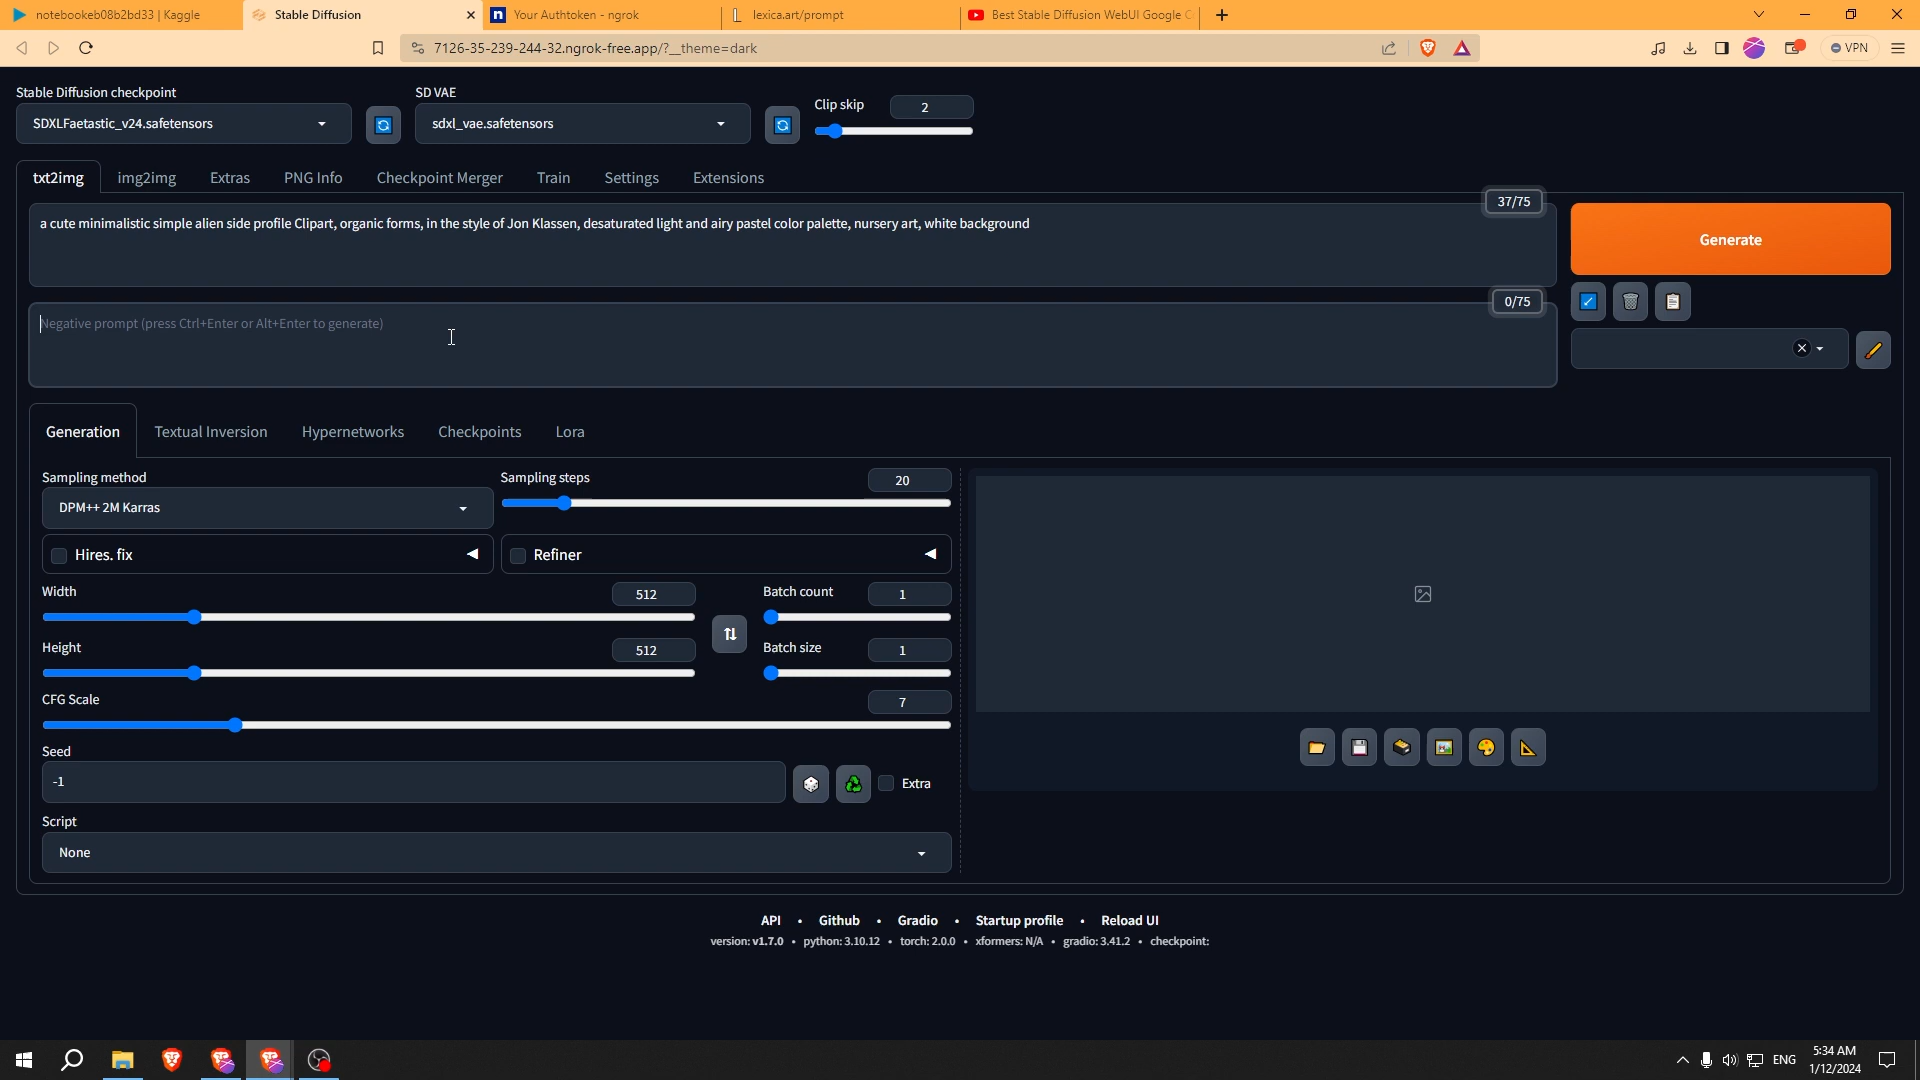 notebookeb08b2bd33 | Kaggle
Stable Diffusion
Your Authtoken - ngrok
lexica.art/prompt
Best Stable Diffusion WebUI Google C
7126-35-239-244-32.ngrok-free.app/?__theme=dark
VPN
Stable Diffusion checkpoint
SD VAE
Clip skip
2
SDXLFaetastic_v24.safetensors
sdxl_vae.safetensors
txt2img
img2img
Extras
PNG Info
Checkpoint Merger
Train
Settings
Extensions
37/75
a cute minimalistic simple alien side profile Clipart, organic forms, in the style of Jon Klassen, desaturated light and airy pastel color palette, nursery art, white background
Generate
0/75
Negative prompt (press Ctrl+Enter or Alt+Enter to generate)
Generation
Textual Inversion
Hypernetworks
Checkpoints
Lora
Sampling method
DPM++ 2M Karras
Sampling steps
20
Hires. fix
Refiner
Width
512
Batch count
1
Height
512
Batch size
1
CFG Scale
7
Seed
-1
Extra
Script
None
API • Github • Gradio • Startup profile • Reload UI
version: v1.7.0 • python: 3.10.12 • torch: 2.0.0 • xformers: N/A • gradio: 3.41.2 • checkpoint:
ENG
5:34 AM
1/12/2024